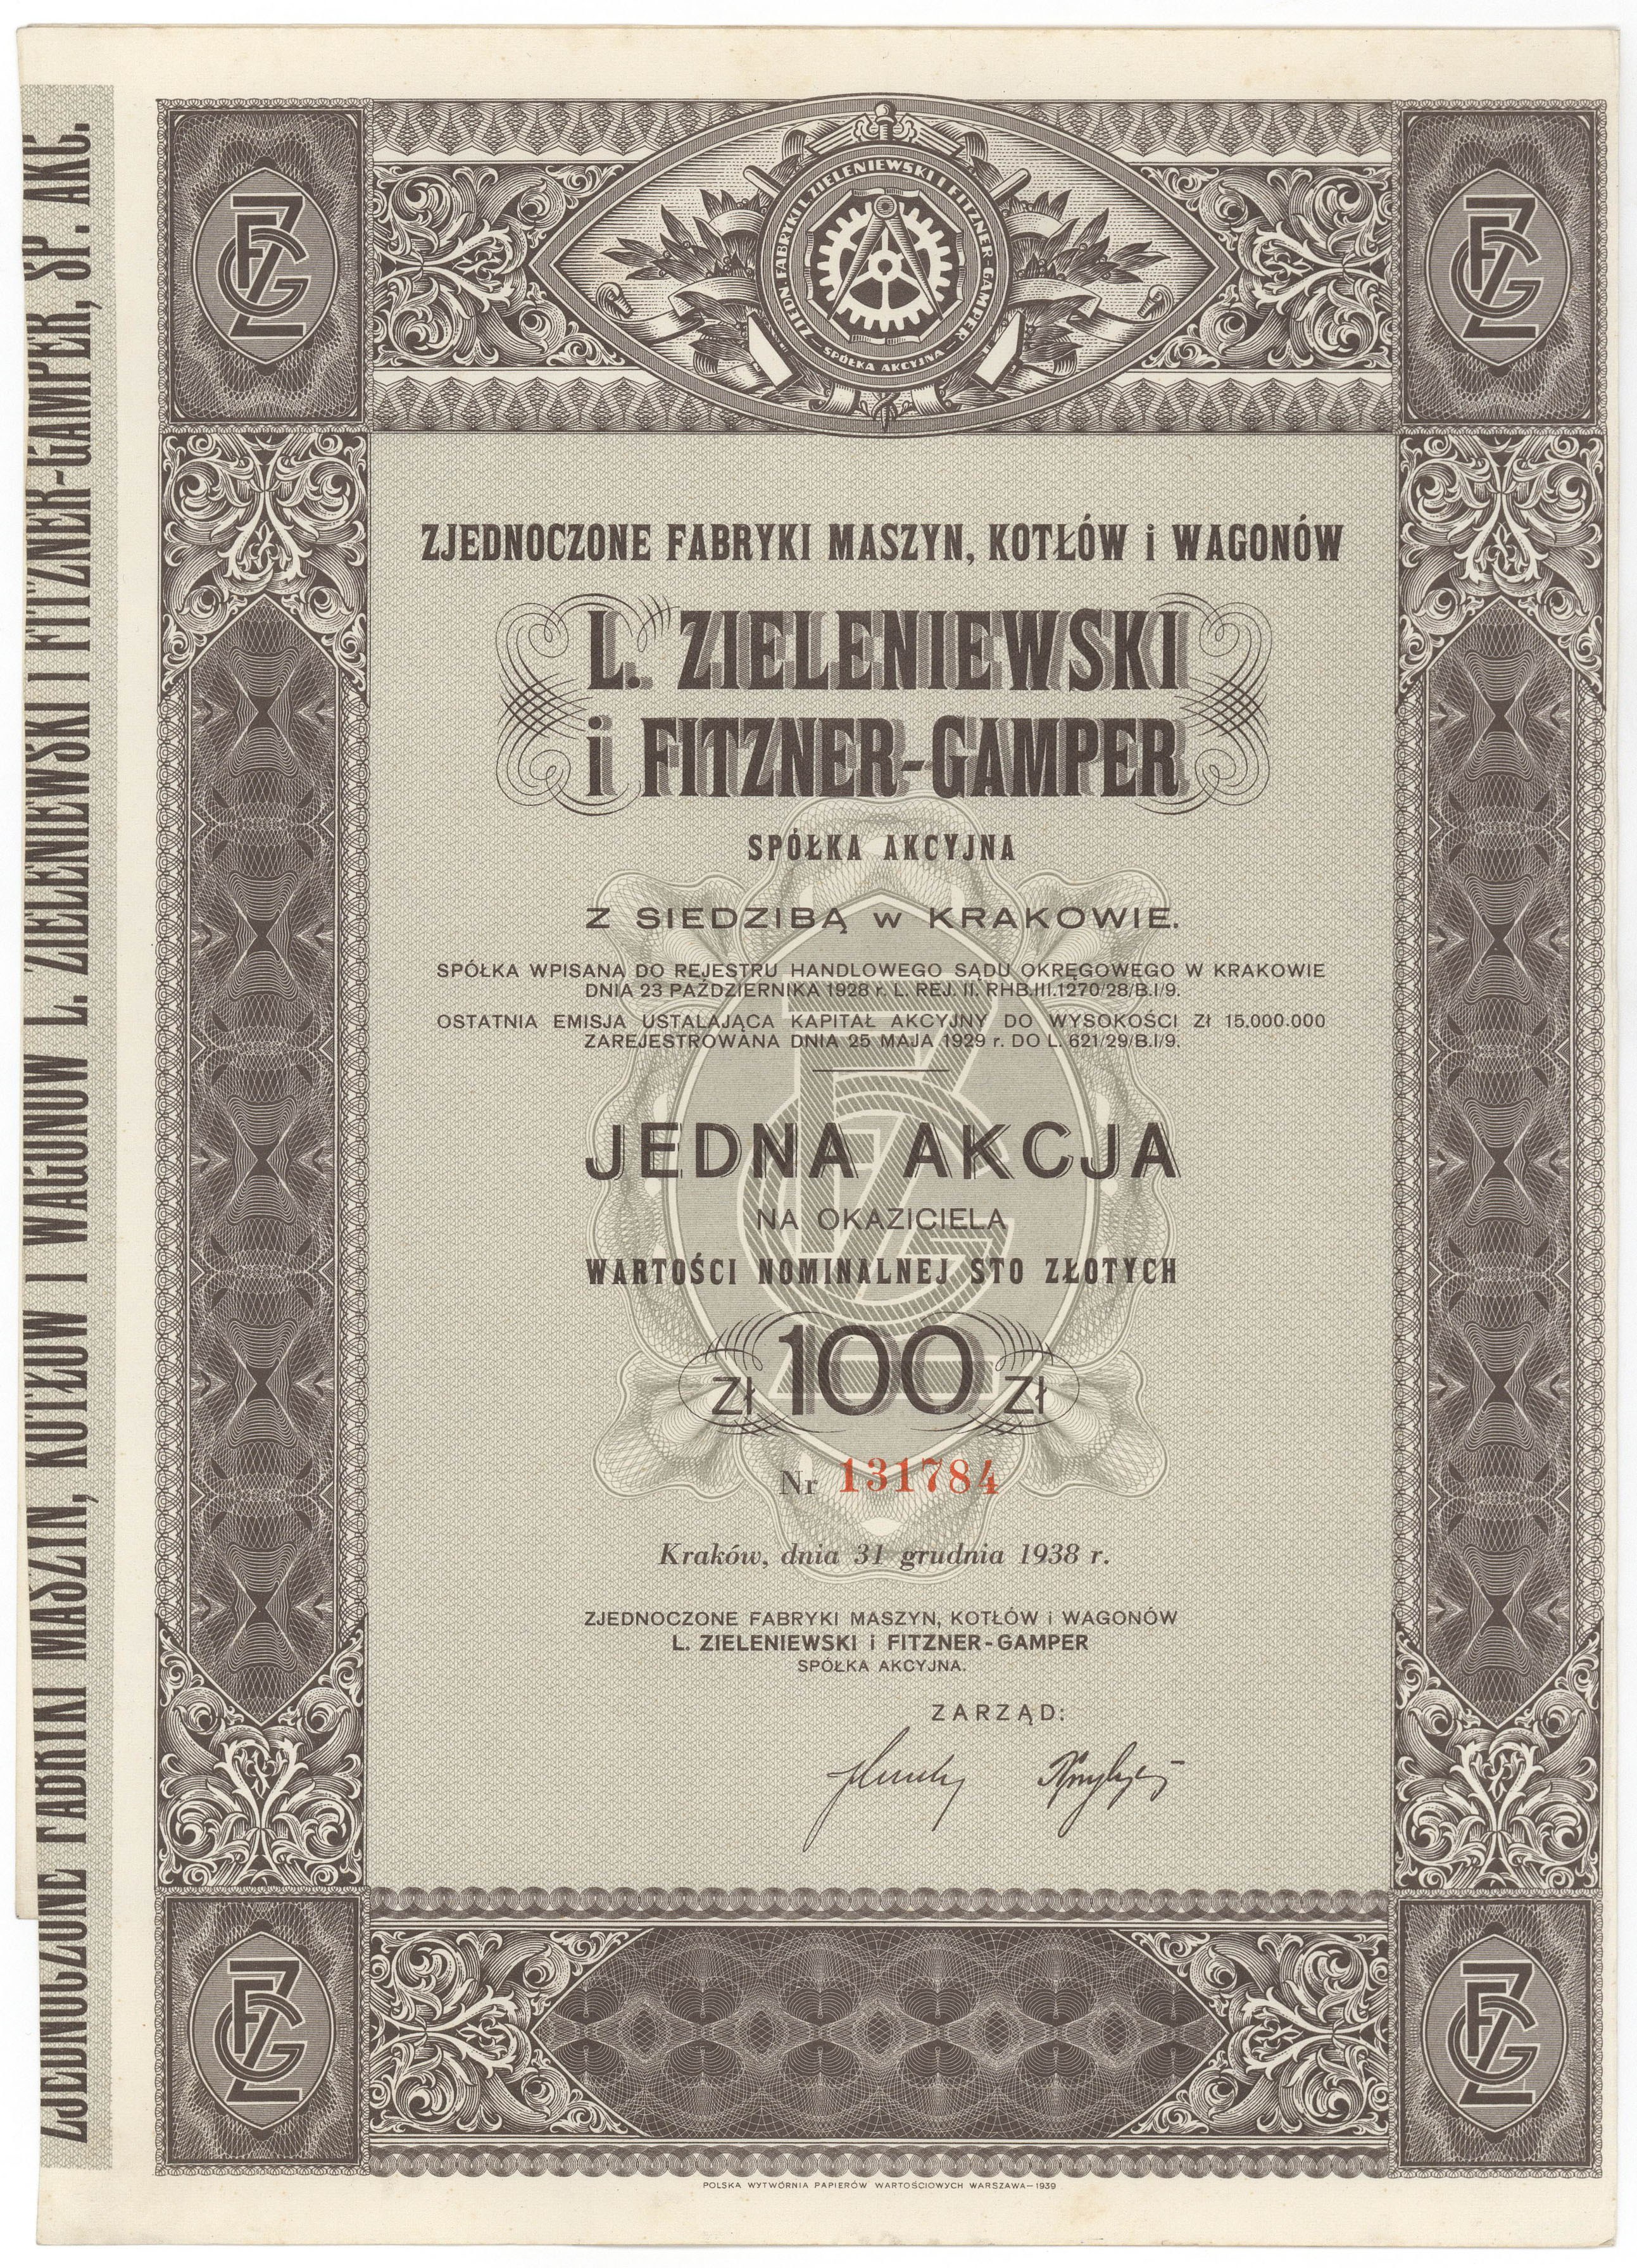 ZJEDNOCZONE FABRYKI MASZYN, KOTŁÓW I WAGONÓW L. ZIELENIEWSKI I FITZNER-GAMPER, SP. AKC.
ZJEDN. FABRYKI L. ZIELENIEWSKI I FITZNER GAMPER
SPÓŁKA AKCYJNA
ZJEDNOCZONE FABRYKI MASZYN, KOTŁÓW i WAGONÓW
L. ZIELENIEWSKI
i FITZNER-GAMPER
SPÓŁKA AKCYJNA
Z SIEDZIBĄ w KRAKOWIE.
SPÓŁKA WPISANA DO REJESTRU HANDLOWEGO SĄDU OKRĘGOWEGO W KRAKOWIE
DNIA 23 PAŹDZIERNIKA 1928 r. L. REJ. II. RHB.III.1270/28/B.I/9.
OSTATNIA EMISJA USTALAJĄCA KAPITAŁ AKCYJNY DO WYSOKOŚCI Zł 15.000.000
ZAREJESTROWANA DNIA 25 MAJA 1929 r. DO L. 621/29/B.I/9.
JEDNA AKCJA
NA OKAZICIELA
WARTOŚCI NOMINALNEJ STO ZŁOTYCH
Zł 100 Zł
Nr 131784
Kraków, dnia 31 grudnia 1938 r.
ZJEDNOCZONE FABRYKI MASZYN, KOTŁÓW i WAGONÓW
L. ZIELENIEWSKI i FITZNER-GAMPER
SPÓŁKA AKCYJNA.
ZARZĄD:
POLSKA WYTWÓRNIA PAPIERÓW WARTOŚCIOWYCH WARSZAWA—1939